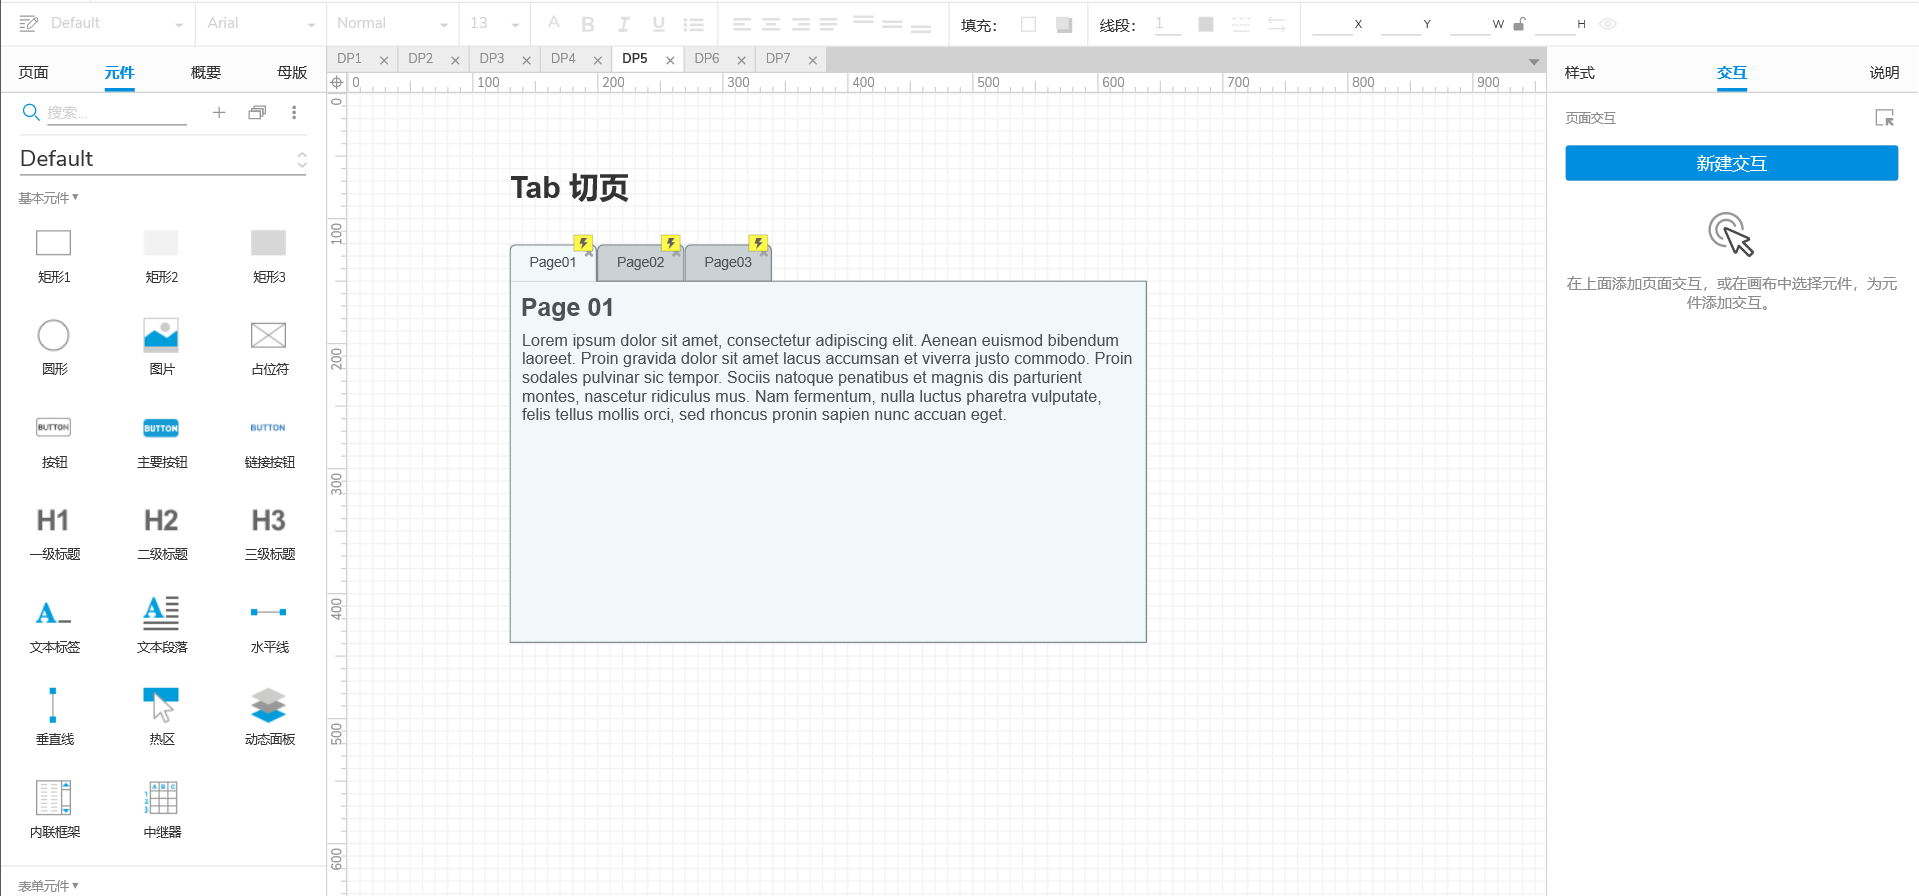 Default Arial Normal 13 A B I U 填充: 线段: 1 X Y W H
页面 元件 概要 母版
DP1 DP2 DP3 DP4 DP5 DP6 DP7
样式 交互 说明
0 100 200 300 400 500 600 700 800 900
0
100
200
300
400
500
600
搜索...
Default
基本元件
矩形1 矩形2 矩形3
圆形 图片 占位符
BUTTON BUTTON BUTTON
按钮 主要按钮 链接按钮
H1 H2 H3
一级标题 二级标题 三级标题
A A
文本标签 文本段落 水平线
垂直线 热区 动态面板
A B C
1
2
3
内联框架 中继器
表单元件
Tab 切页
Page01 Page02 Page03
Page 01
Lorem ipsum dolor sit amet, consectetur adipiscing elit. Aenean euismod bibendum
laoreet. Proin gravida dolor sit amet lacus accumsan et viverra justo commodo. Proin
sodales pulvinar sic tempor. Sociis natoque penatibus et magnis dis parturient
montes, nascetur ridiculus mus. Nam fermentum, nulla luctus pharetra vulputate,
felis tellus mollis orci, sed rhoncus pronin sapien nunc accuan eget.
页面交互
新建交互
在上面添加页面交互，或在画布中选择元件，为元
件添加交互。